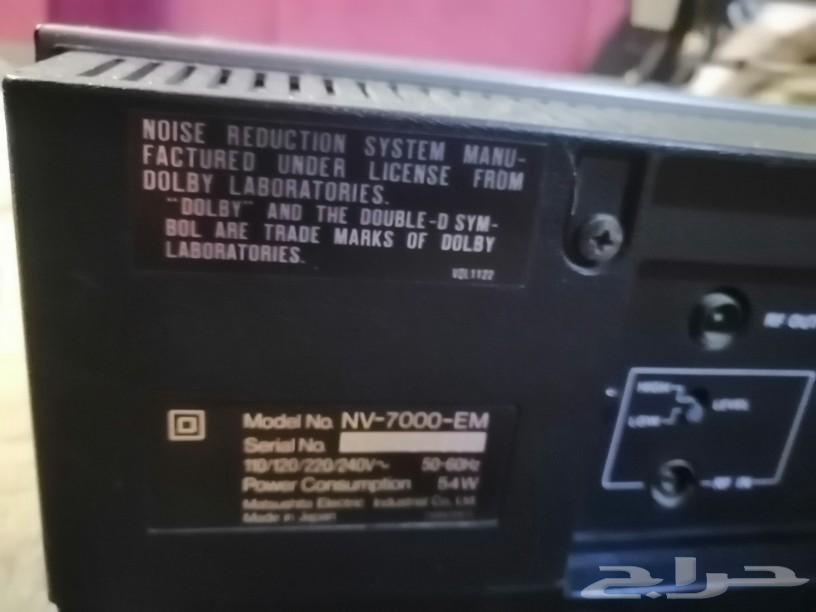 NOISE REDUCTION SYSTEM MANU-
FACTURED UNDER LICENSE FROM
DOLBY LABORATORIES.
"DOLBY" AND THE DOUBLE-D SYM-
BOL ARE TRADE MARKS OF DOLBY
LABORATORIES.
VQL1122
RF OUT
HIGH
LEVEL
LOW
RF IN
Model No. NV-7000-EM
Serial No.
110/120/220/240V~ 50-60Hz
Power Consumption 54W
Matsushita Electric Industrial Co., Ltd.
Made in Japan
حراج